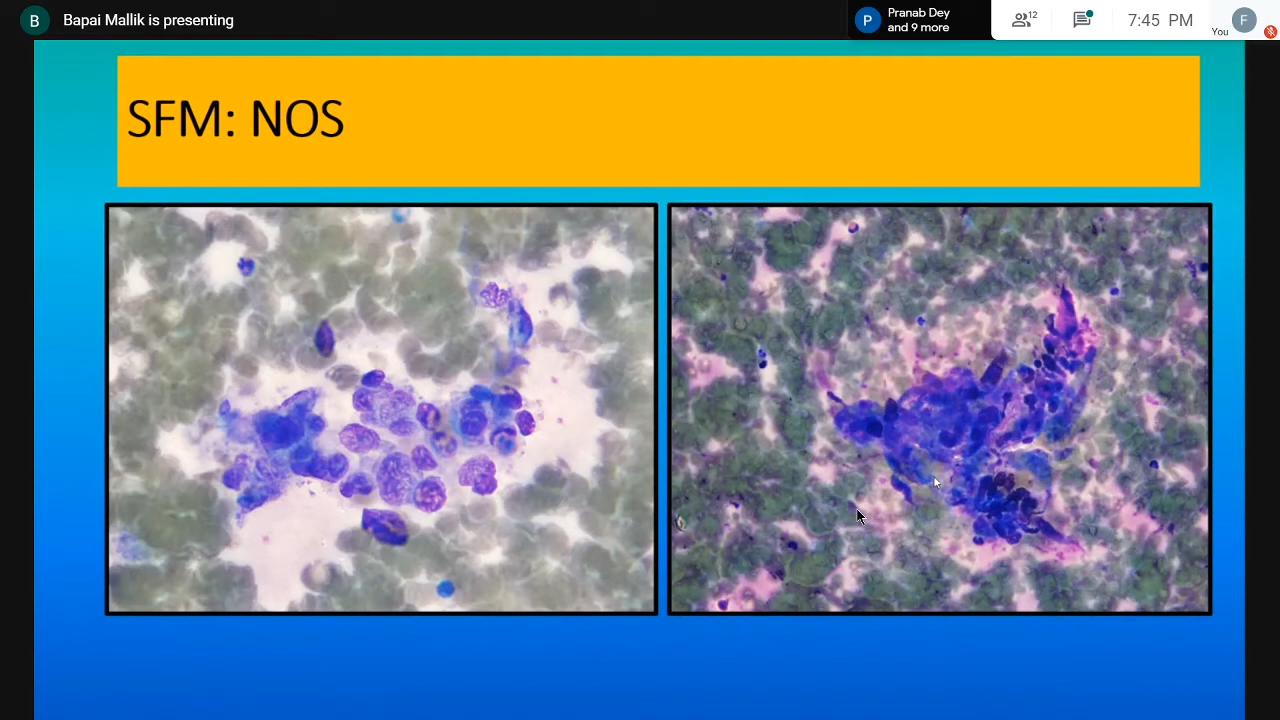 B
Bapai Mallik is presenting
P
Pranab Dey
and 9 more
12
7:45 PM
You
F
SFM: NOS